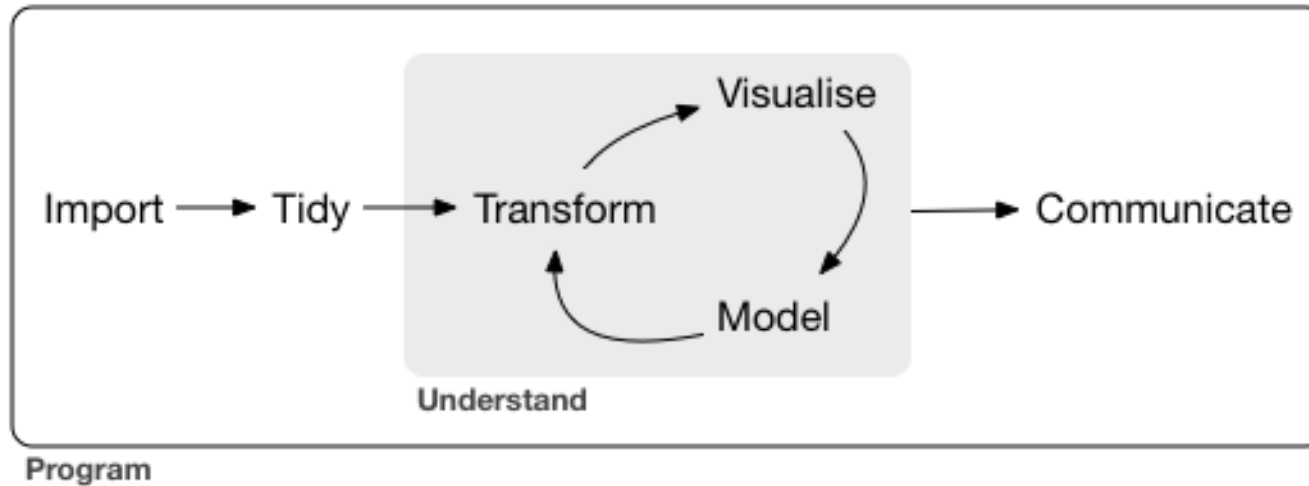 Visualise
Import
Tidy
Transform
Communicate
Model
Understand
Program